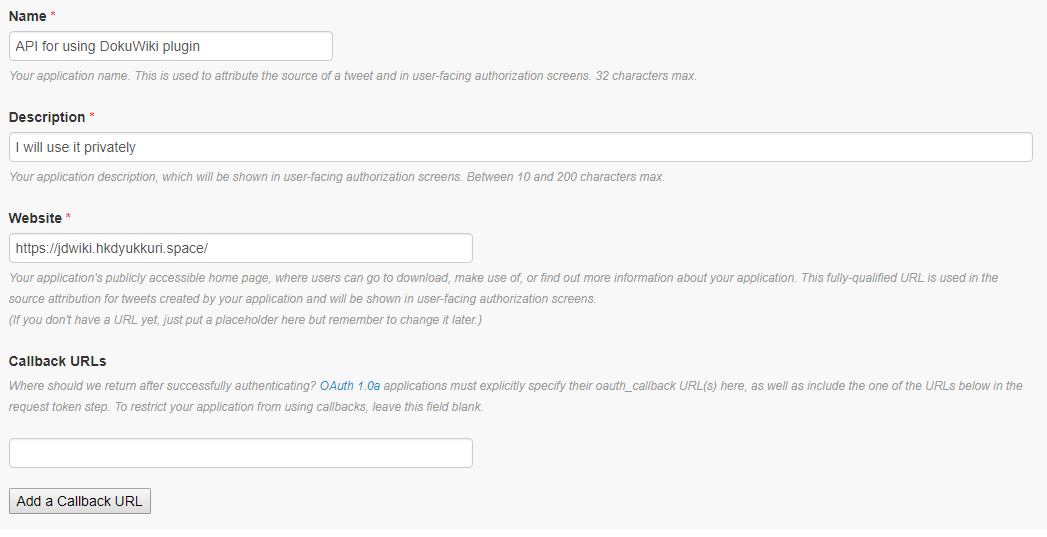 Name *
API for using DokuWiki plugin
Your application name. This is used to attribute the source of a tweet and in user-facing authorization screens. 32 characters max.
Description *
I will use it privately
Your application description, which will be shown in user-facing authorization screens. Between 10 and 200 characters max.
Website *
https://jdwiki.hkdyukkuri.space/
Your application's publicly accessible home page, where users can go to download, make use of, or find out more information about your application. This fully-qualified URL is used in the
source attribution for tweets created by your application and will be shown in user-facing authorization screens.
(If you don't have a URL yet, just put a placeholder here but remember to change it later.)
Callback URLs
Where should we return after successfully authenticating? OAuth 1.0a applications must explicitly specify their oauth_callback URL(s) here, as well as include the one of the URLs below in the
request token step. To restrict your application from using callbacks, leave this field blank.
Add a Callback URL